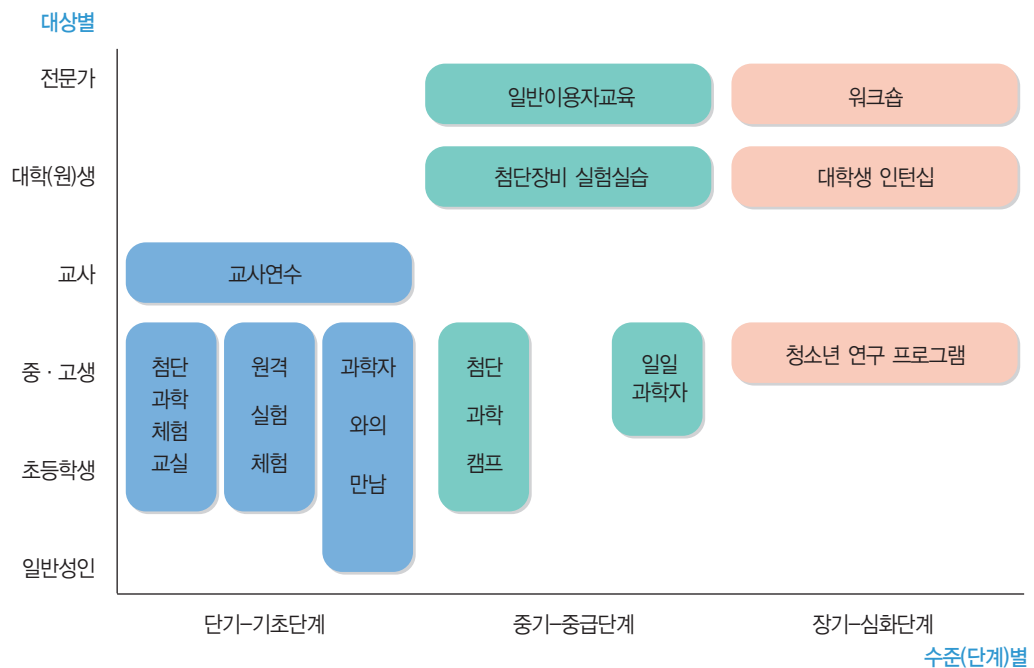 대상별
전문가
일반이용자교육
워크숍
대학(원)생
첨단장비 실험실습
대학생 인턴십
교사
교사연수
중 · 고생
첨단
과학
체험
교실
원격
실험
체험
과학자
와의
만남
첨단
과학
캠프
일일
과학자
청소년 연구 프로그램
초등학생
일반성인
단기–기초단계
중기–중급단계
장기–심화단계
수준(단계)별